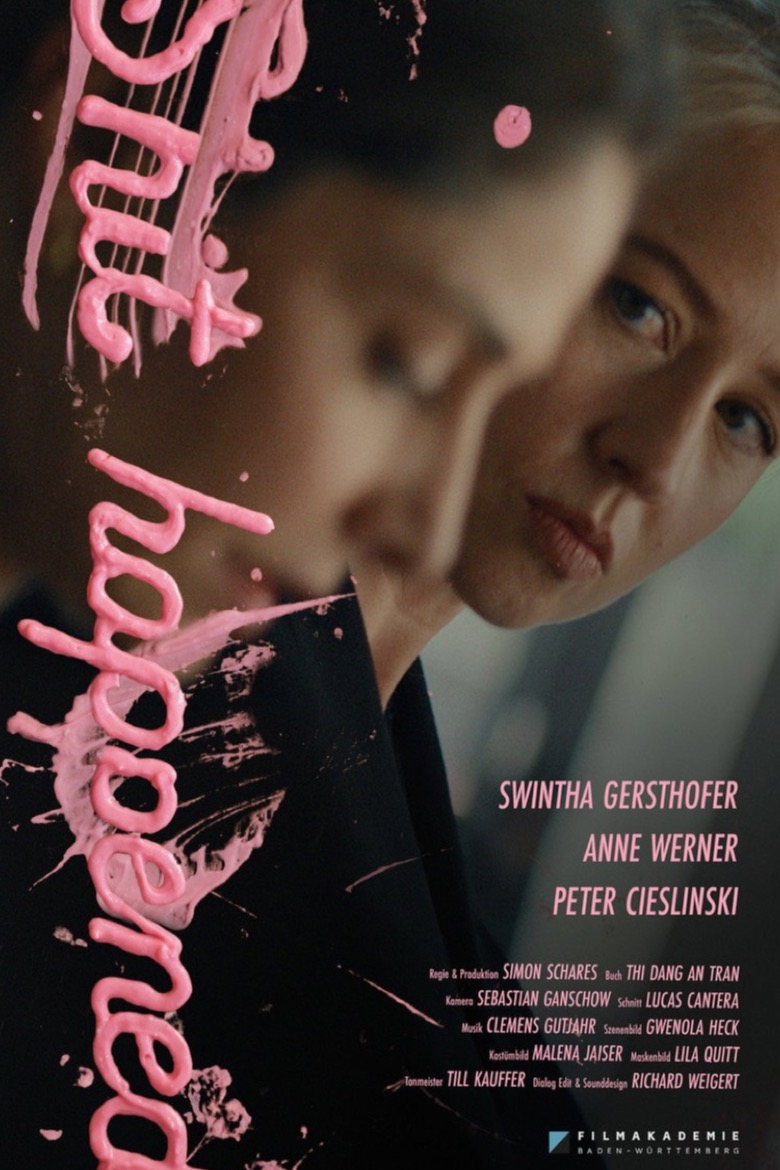 Shit happened
SWINTHA GERSTHOFER
ANNE WERNER
PETER CIESLINSKI
Regie & Produktion SIMON SCHARES Buch THI DANG AN TRAN
Kamera SEBASTIAN GANSCHOW Schnitt LUCAS CANTERA
Musik CLEMENS GUTJAHR Szenenbild GWENOLA HECK
Kostümbild MALENA JAISER Maskenbild LILA QUITT
Tonmeister TILL KAUFFER Dialog Edit & Sounddesign RICHARD WEIGERT
FILMAKADEMIE
BADEN-WÜRTTEMBERG